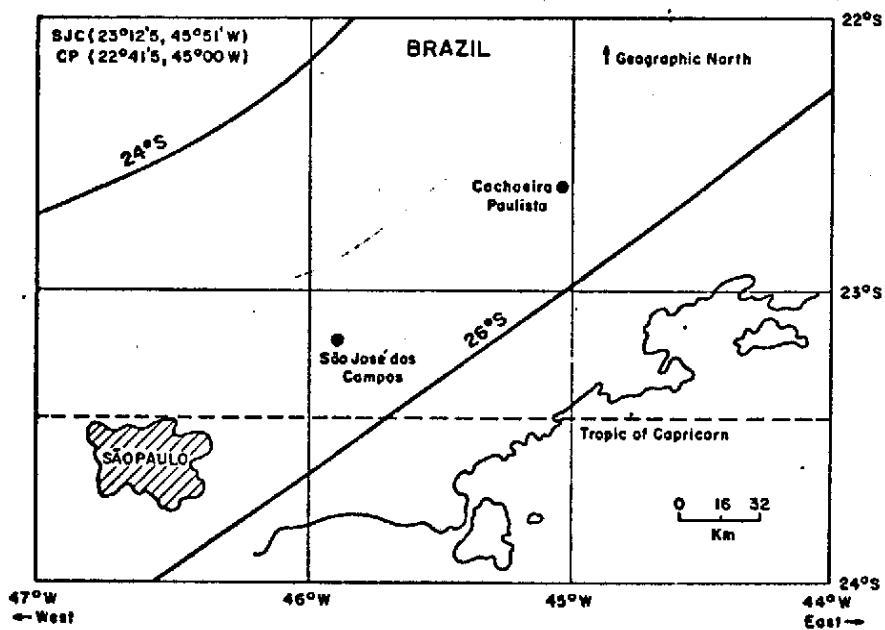 SJC (23°12'S, 45°51'W)
CP (22°41'S, 45°00W)
BRAZIL
Geographic North
22°S
24°S
Cachoeira
Paulista
23°S
26°S
São José dos
Campos
Tropic of Capricorn
SÃO PAULO
0 16 32
Km
24°S
47°W
46°W
45°W
44°W
←West
East→